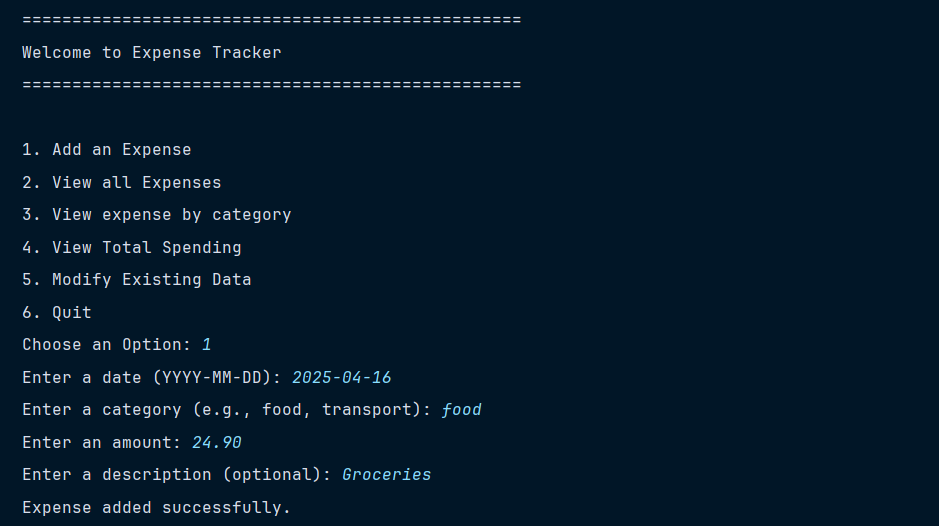 ==================================================
Welcome to Expense Tracker
==================================================
1. Add an Expense
2. View all Expenses
3. View expense by category
4. View Total Spending
5. Modify Existing Data
6. Quit
Choose an Option: 1
Enter a date (YYYY-MM-DD): 2025-04-16
Enter a category (e.g., food, transport): food
Enter an amount: 24.90
Enter a description (optional): Groceries
Expense added successfully.